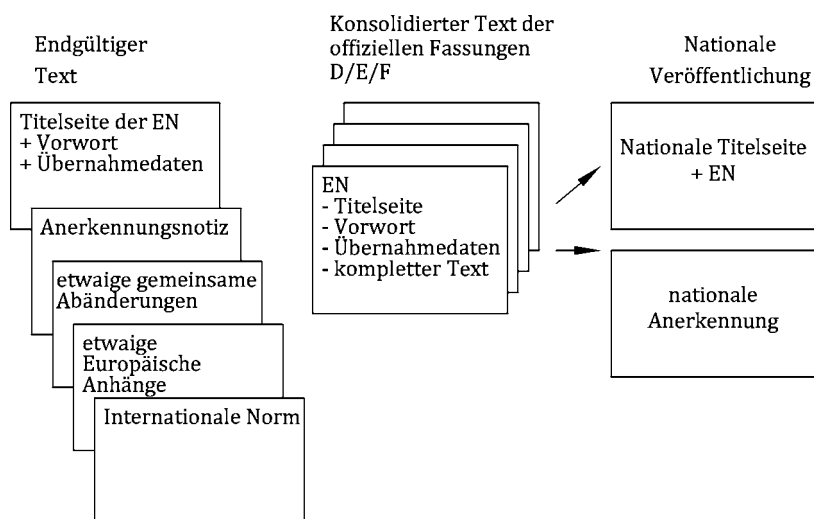 Endgültiger
Text
Titelseite der EN
+ Vorwort
+ Übernahmedaten
Anerkennungsnotiz
etwaige gemeinsame
Abänderungen
etwaige
Europäische
Anhänge
Internationale Norm
Konsolidierter Text der
offiziellen Fassungen
D/E/F
EN
- Titelseite
- Vorwort
- Übernahmedaten
- kompletter Text
Nationale
Veröffentlichung
Nationale Titelseite
+ EN
nationale
Anerkennung